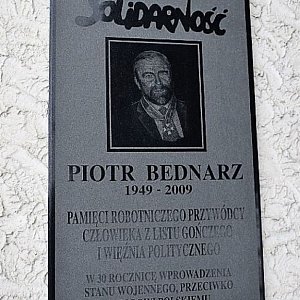 SOLIDARNOŚĆ
PIOTR BEDNARZ
1949 - 2009
PAMIĘCI ROBOTNICZEGO PRZYWÓDCY
CZŁOWIEKA Z LISTU GOŃCZEGO
I WIĘŹNIA POLITYCZNEGO
W 30 ROCZNICĘ WPROWADZENIA
STANU WOJENNEGO, PRZECIWKO